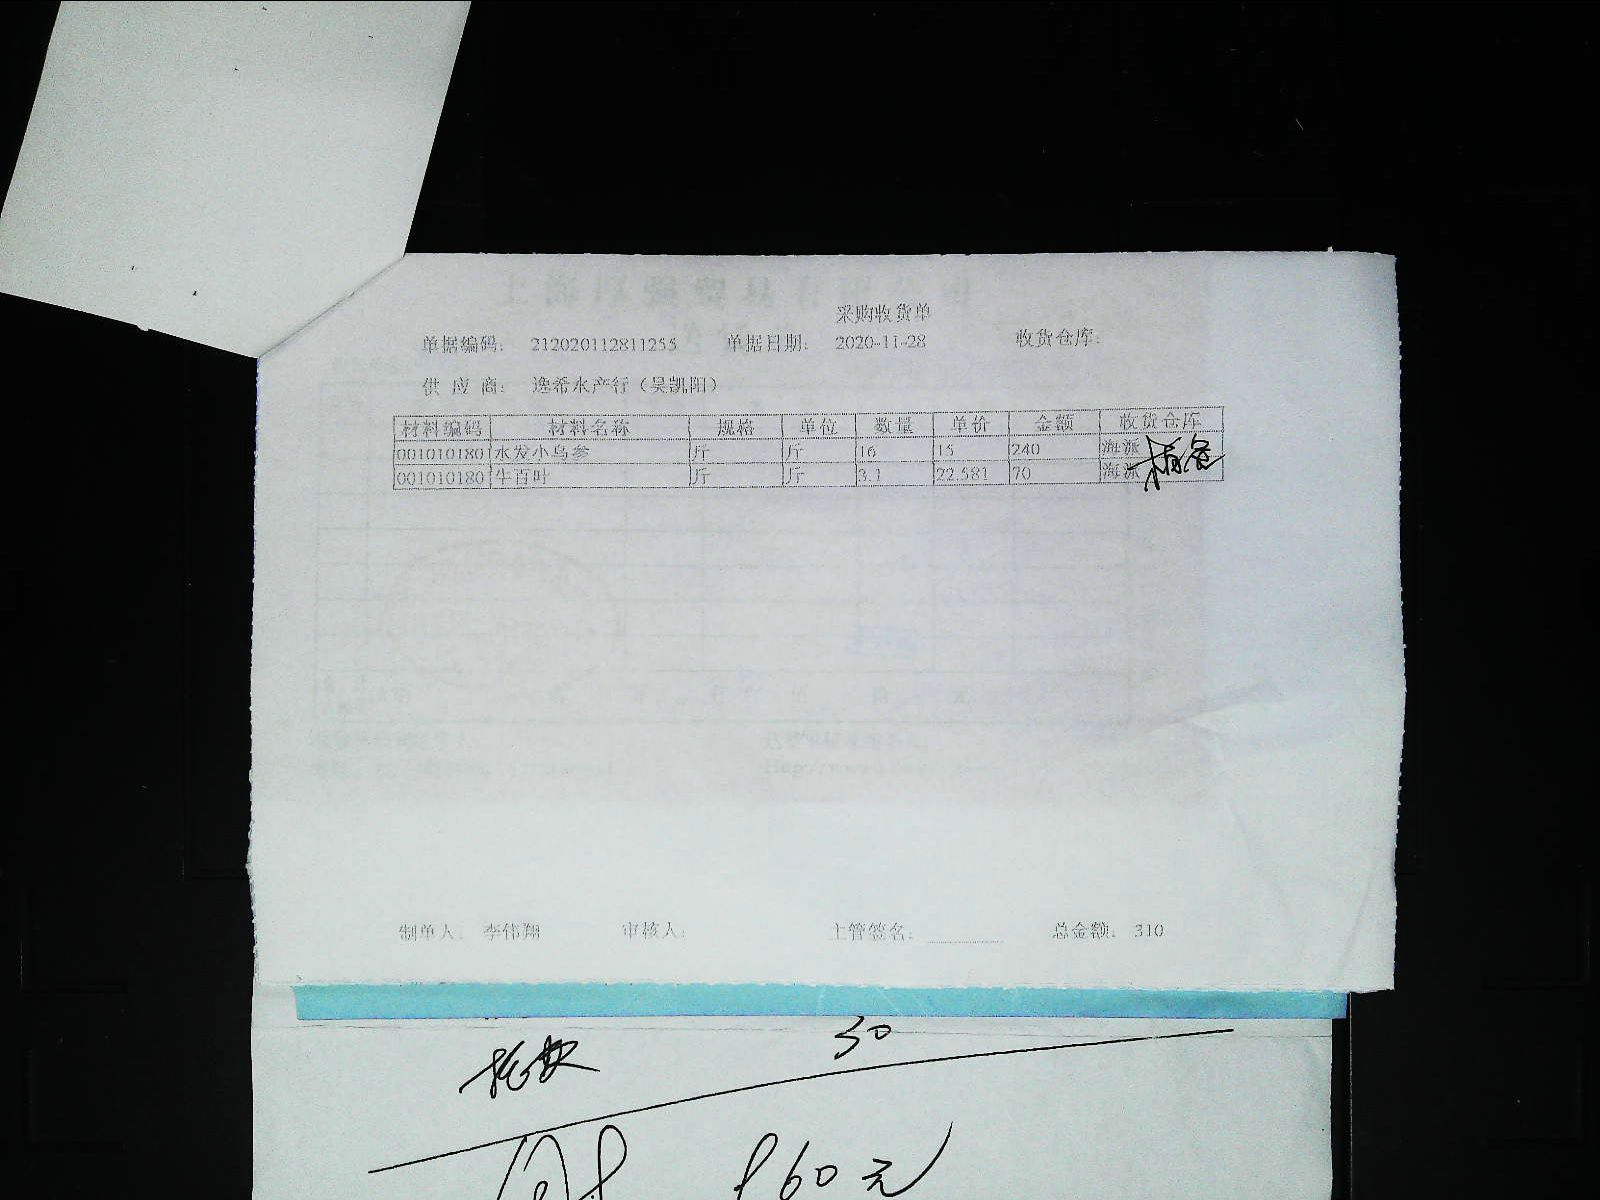 采购收货单
单据编码: 212020112811255 单据日期: 2020-11-28 收货仓库:
供应商: 逸希水产行（吴凯阳）
材料编码 材料名称 规格 单位 数量 单价 金额 收货仓库
001010180 水发小乌参 斤 斤 16 15 240 海派
001010180 牛百叶 斤 斤 3.1 22.581 70 海派
制单人: 李伟翔 审核人: 主管签名: 总金额: 310
30
60元